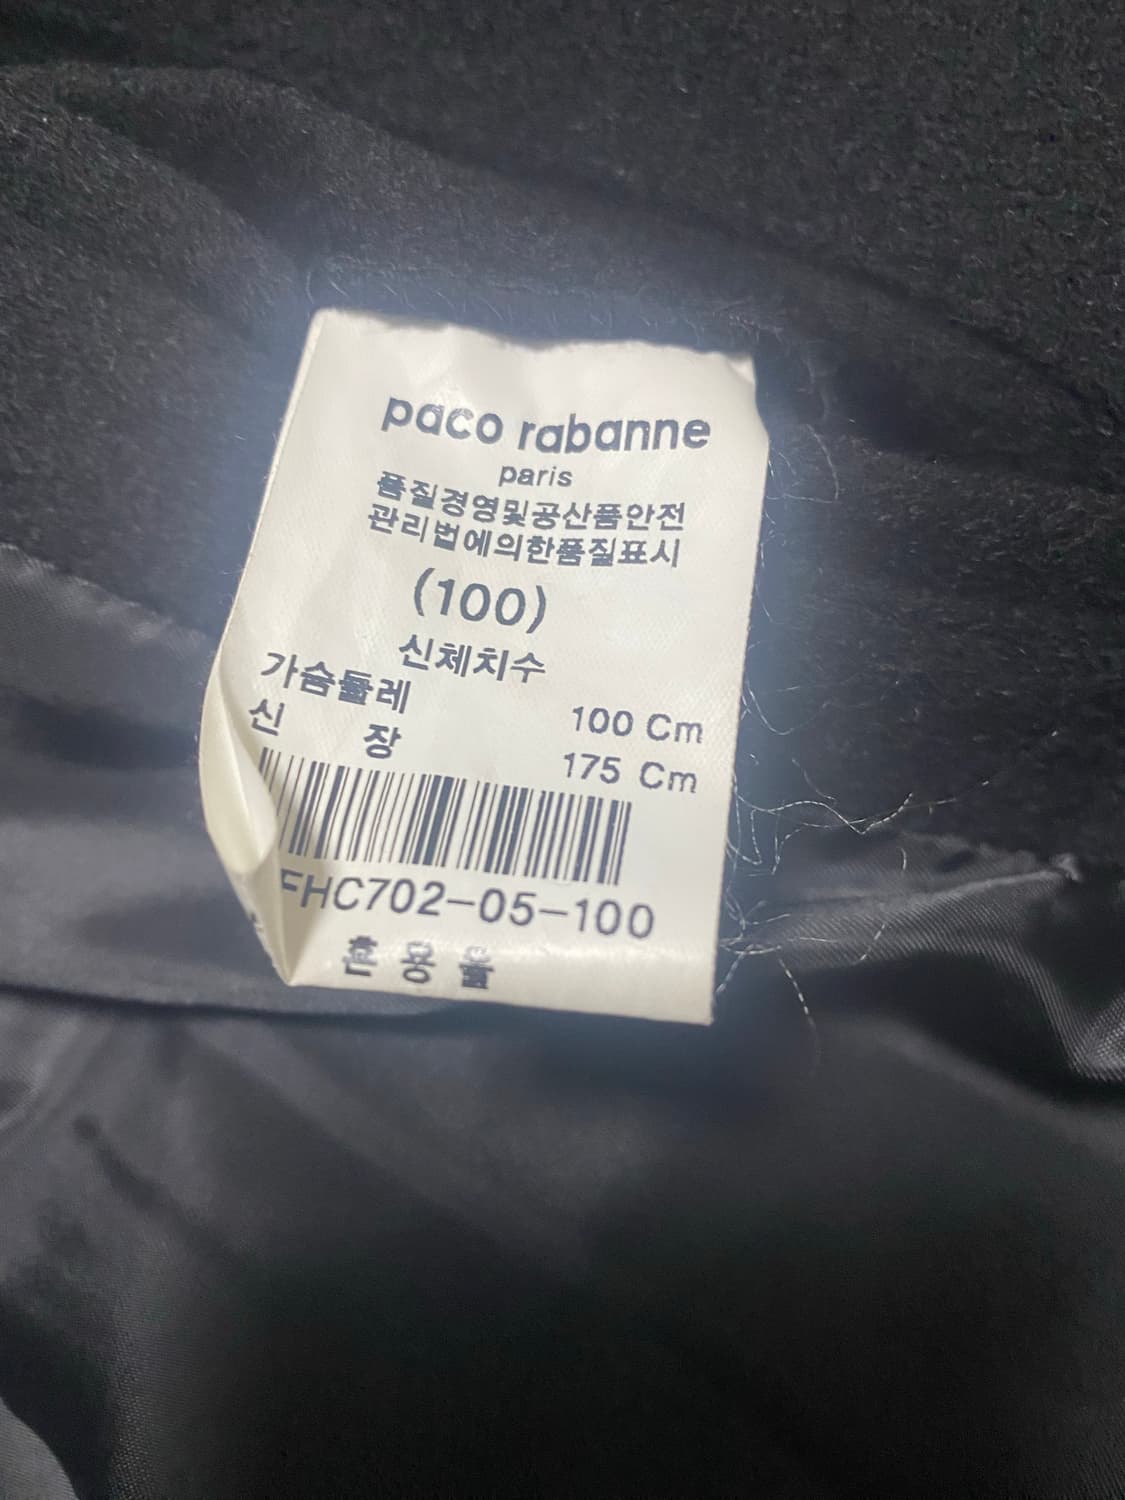 paco rabanne
paris
품질경영및공산품안전
관리법에의한품질표시
(100)
신체치수
가슴둘레 100 Cm
신 장 175 Cm
FHC702-05-100
혼 용 율